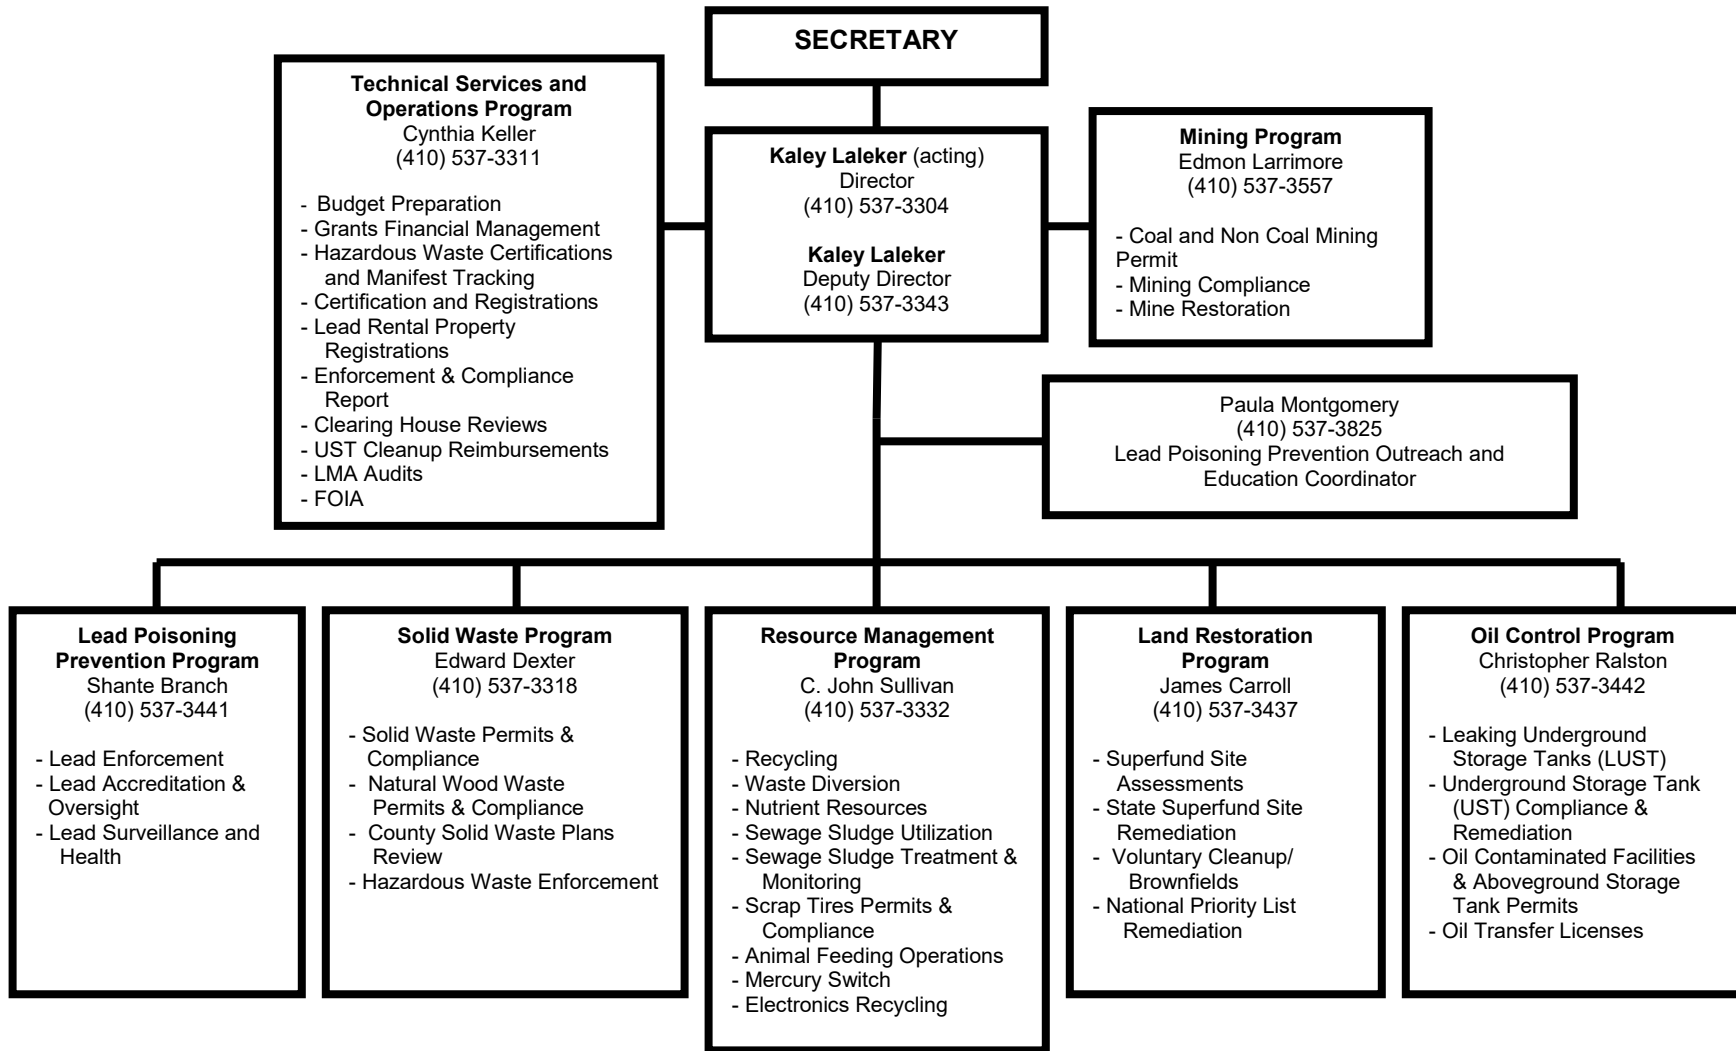 SECRETARY
Technical Services and
Operations Program
Cynthia Keller
(410) 537-3311
- Budget Preparation
- Grants Financial Management
- Hazardous Waste Certifications
and Manifest Tracking
- Certification and Registrations
- Lead Rental Property
Registrations
- Enforcement & Compliance
Report
- Clearing House Reviews
- UST Cleanup Reimbursements
- LMA Audits
- FOIA
Kaley Laleker (acting)
Director
(410) 537-3304
Kaley Laleker
Deputy Director
(410) 537-3343
Mining Program
Edmon Larrimore
(410) 537-3557
- Coal and Non Coal Mining
Permit
- Mining Compliance
- Mine Restoration
Paula Montgomery
(410) 537-3825
Lead Poisoning Prevention Outreach and
Education Coordinator
Lead Poisoning
Prevention Program
Shante Branch
(410) 537-3441
- Lead Enforcement
- Lead Accreditation &
Oversight
- Lead Surveillance and
Health
Solid Waste Program
Edward Dexter
(410) 537-3318
- Solid Waste Permits &
Compliance
- Natural Wood Waste
Permits & Compliance
- County Solid Waste Plans
Review
- Hazardous Waste Enforcement
Resource Management
Program
C. John Sullivan
(410) 537-3332
- Recycling
- Waste Diversion
- Nutrient Resources
- Sewage Sludge Utilization
- Sewage Sludge Treatment &
Monitoring
- Scrap Tires Permits &
Compliance
- Animal Feeding Operations
- Mercury Switch
- Electronics Recycling
Land Restoration
Program
James Carroll
(410) 537-3437
- Superfund Site
Assessments
- State Superfund Site
Remediation
- Voluntary Cleanup/
Brownfields
- National Priority List
Remediation
Oil Control Program
Christopher Ralston
(410) 537-3442
- Leaking Underground
Storage Tanks (LUST)
- Underground Storage Tank
(UST) Compliance &
Remediation
- Oil Contaminated Facilities
& Aboveground Storage
Tank Permits
- Oil Transfer Licenses